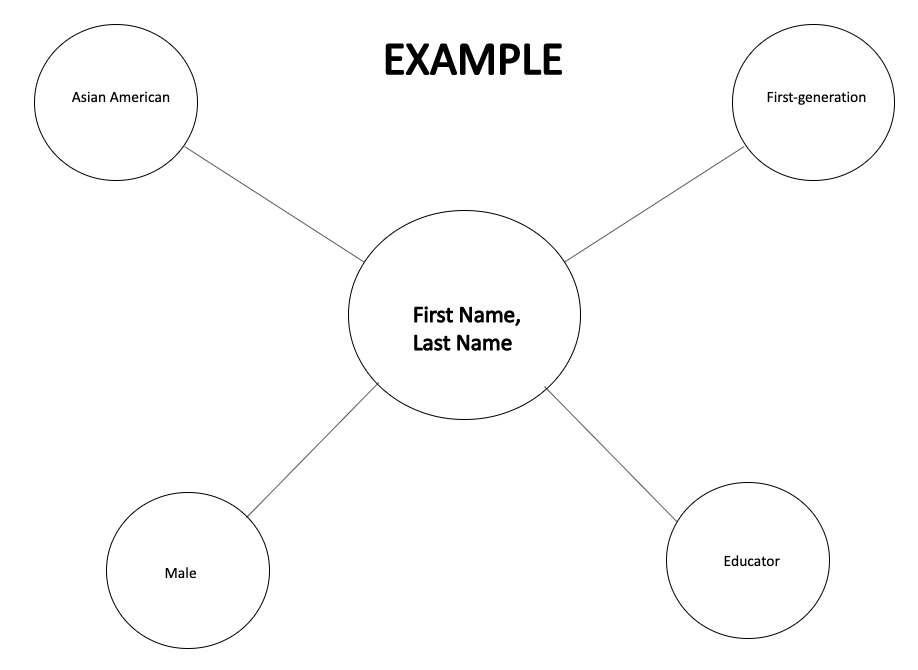 EXAMPLE
Asian American
First-generation
First Name,
Last Name
Male
Educator